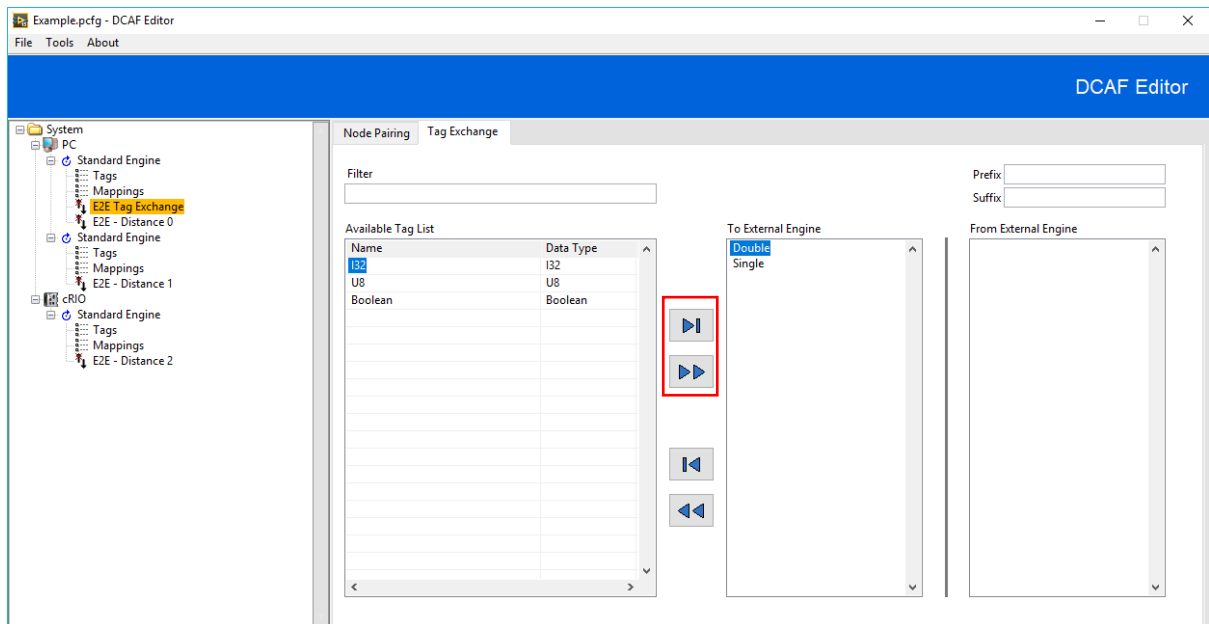 Example.pcfg - DCAF Editor
File Tools About
DCAF Editor
System
PC
Standard Engine
Tags
Mappings
E2E Tag Exchange
E2E - Distance 0
Standard Engine
Tags
Mappings
E2E - Distance 1
cRIO
Standard Engine
Tags
Mappings
E2E - Distance 2
Node Pairing Tag Exchange
Filter
Prefix
Suffix
Available Tag List
Name Data Type
I32 I32
U8 U8
Boolean Boolean
To External Engine
Double
Single
From External Engine